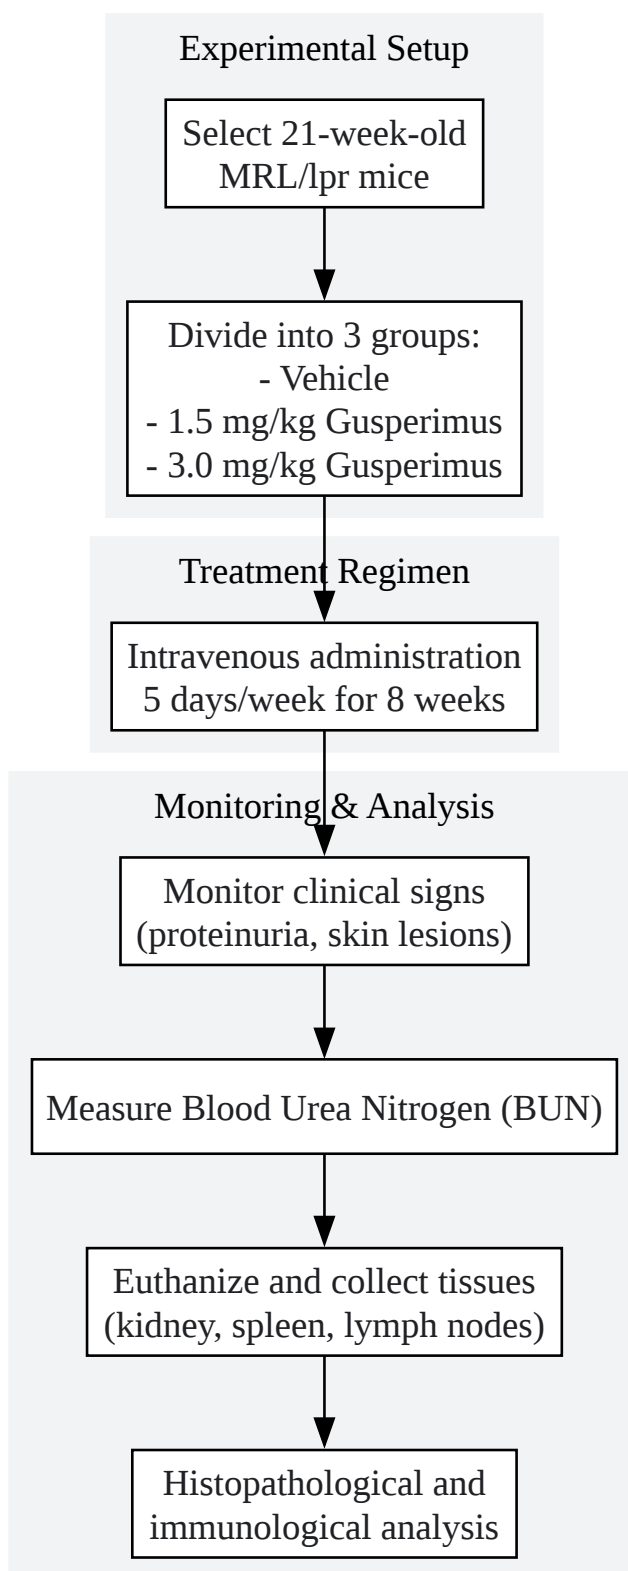 Experimental Setup
Select 21-week-old
MRL/lpr mice
Divide into 3 groups:
- Vehicle
- 1.5 mg/kg Gusperimus
- 3.0 mg/kg Gusperimus
Treatment Regimen
Intravenous administration
5 days/week for 8 weeks
Monitoring & Analysis
Monitor clinical signs
(proteinuria, skin lesions)
Measure Blood Urea Nitrogen (BUN)
Euthanize and collect tissues
(kidney, spleen, lymph nodes)
Histopathological and
immunological analysis